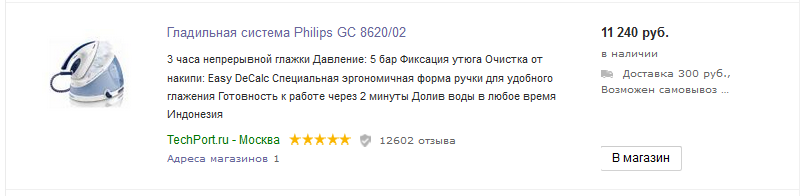 Гладильная система Philips GC 8620/02
11 240 руб.
в наличии
3 часа непрерывной глажки Давление: 5 бар Фиксация утюга Очистка от
накипи: Easy DeCalc Специальная эргономичная форма ручки для удобного
глажения Готовность к работе через 2 минуты Долив воды в любое время
Индонезия
Доставка 300 руб.,
Возможен самовывоз ...
TechPort.ru - Москва 12602 отзыва
Адреса магазинов 1
В магазин